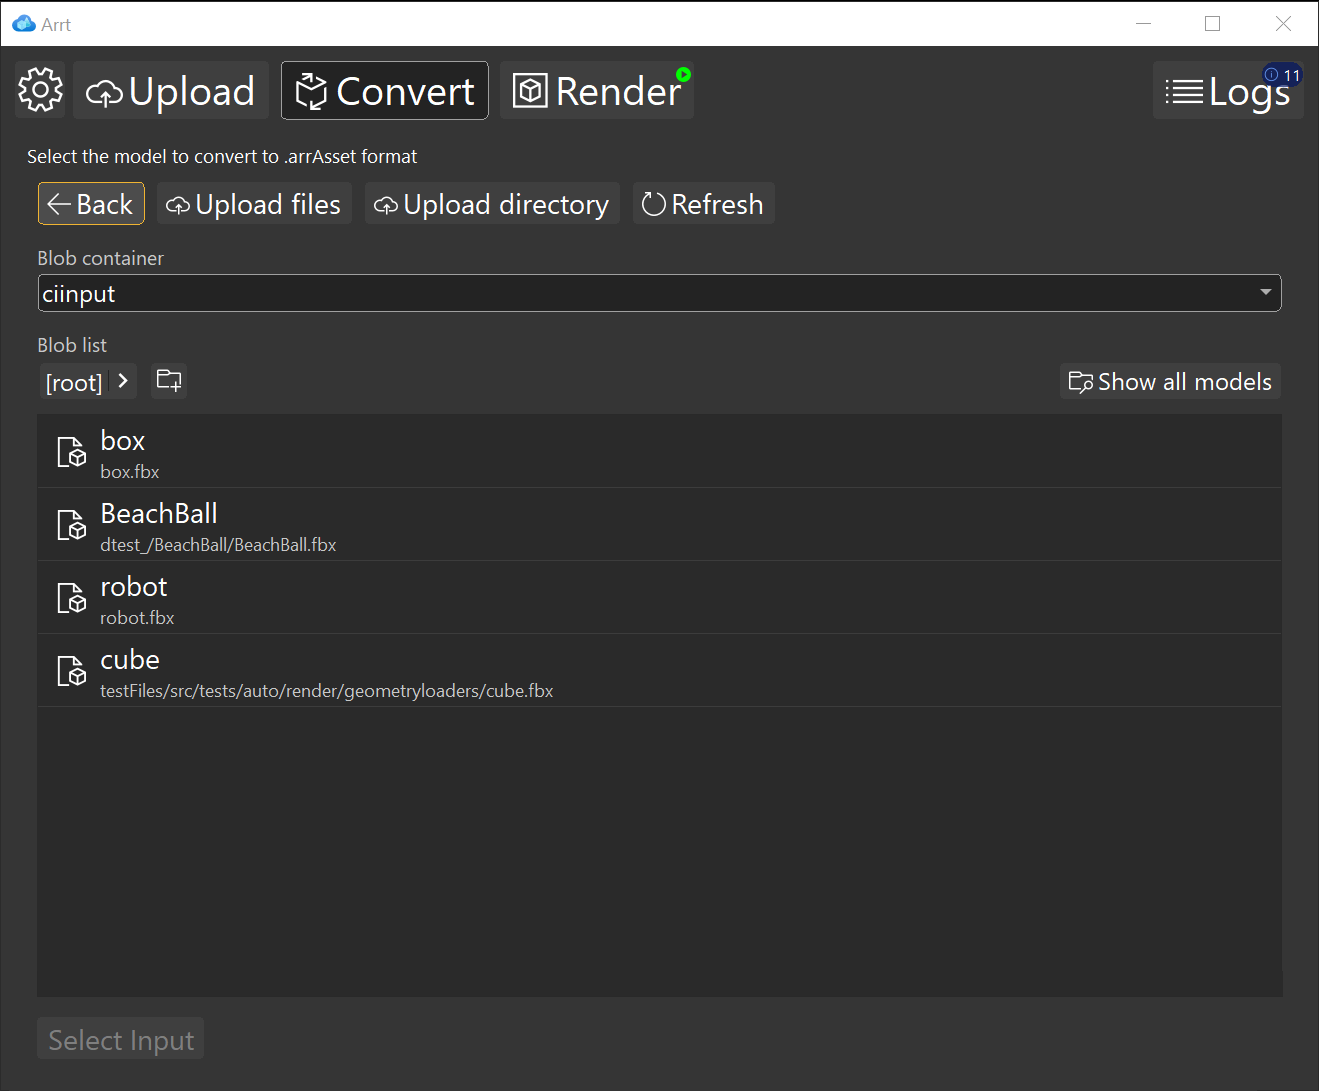 Arrt
Upload
Convert
Render
Logs
11
Select the model to convert to .arrAsset format
Back
Upload files
Upload directory
Refresh
Blob container
ciinput
Blob list
[root]
Show all models
box
box.fbx
BeachBall
dtest_/BeachBall/BeachBall.fbx
robot
robot.fbx
cube
testFiles/src/tests/auto/render/geometryloaders/cube.fbx
Select Input